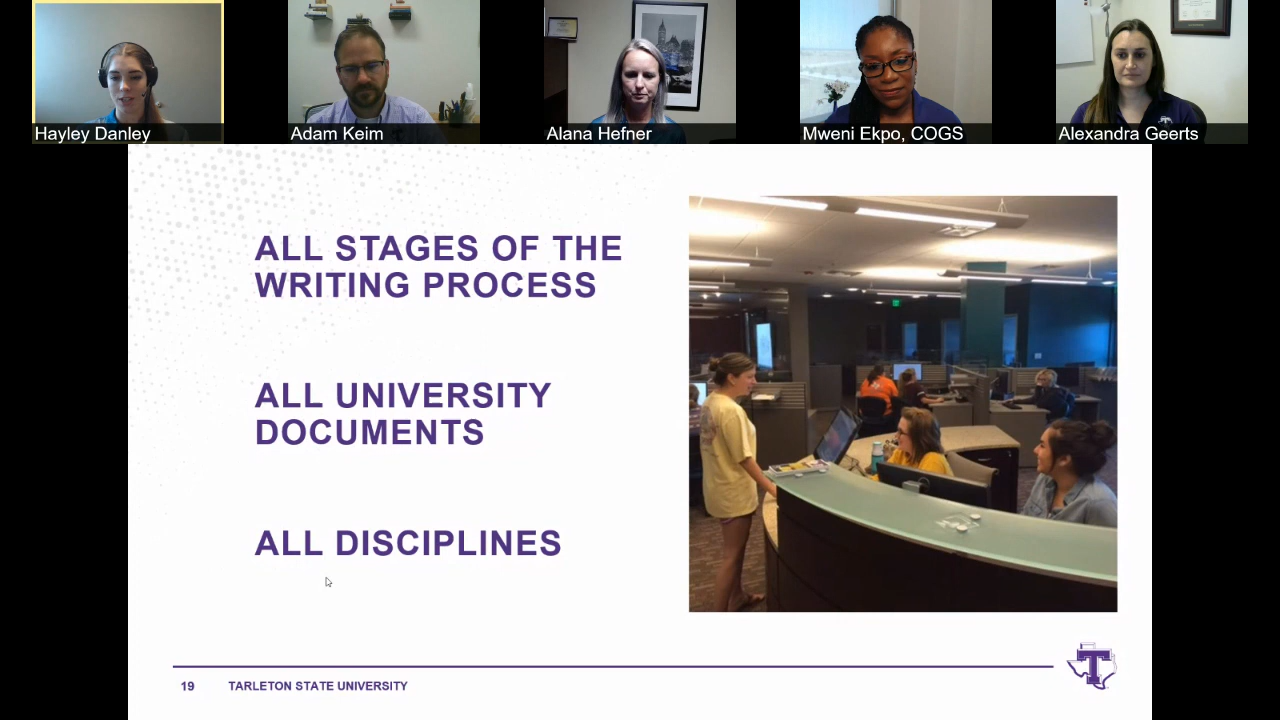 Hayley Danley
Adam Keim
Alana Hefner
Mweni Ekpo, COGS
Alexandra Geerts
ALL STAGES OF THE
WRITING PROCESS
ALL UNIVERSITY
DOCUMENTS
ALL DISCIPLINES
T
19
TARLETON STATE UNIVERSITY